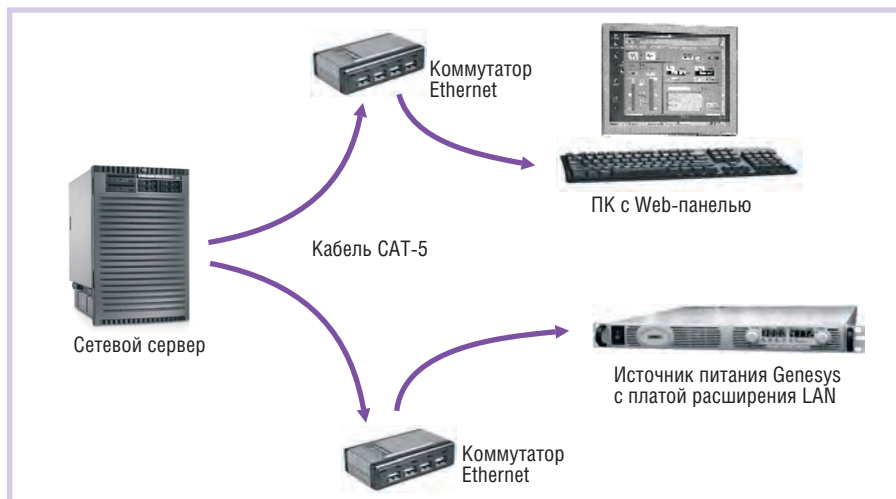 Коммутатор
Ethernet
ПК с Web-панелью
Кабель CAT-5
Сетевой сервер
Источник питания Genesys
с платой расширения LAN
Коммутатор
Ethernet